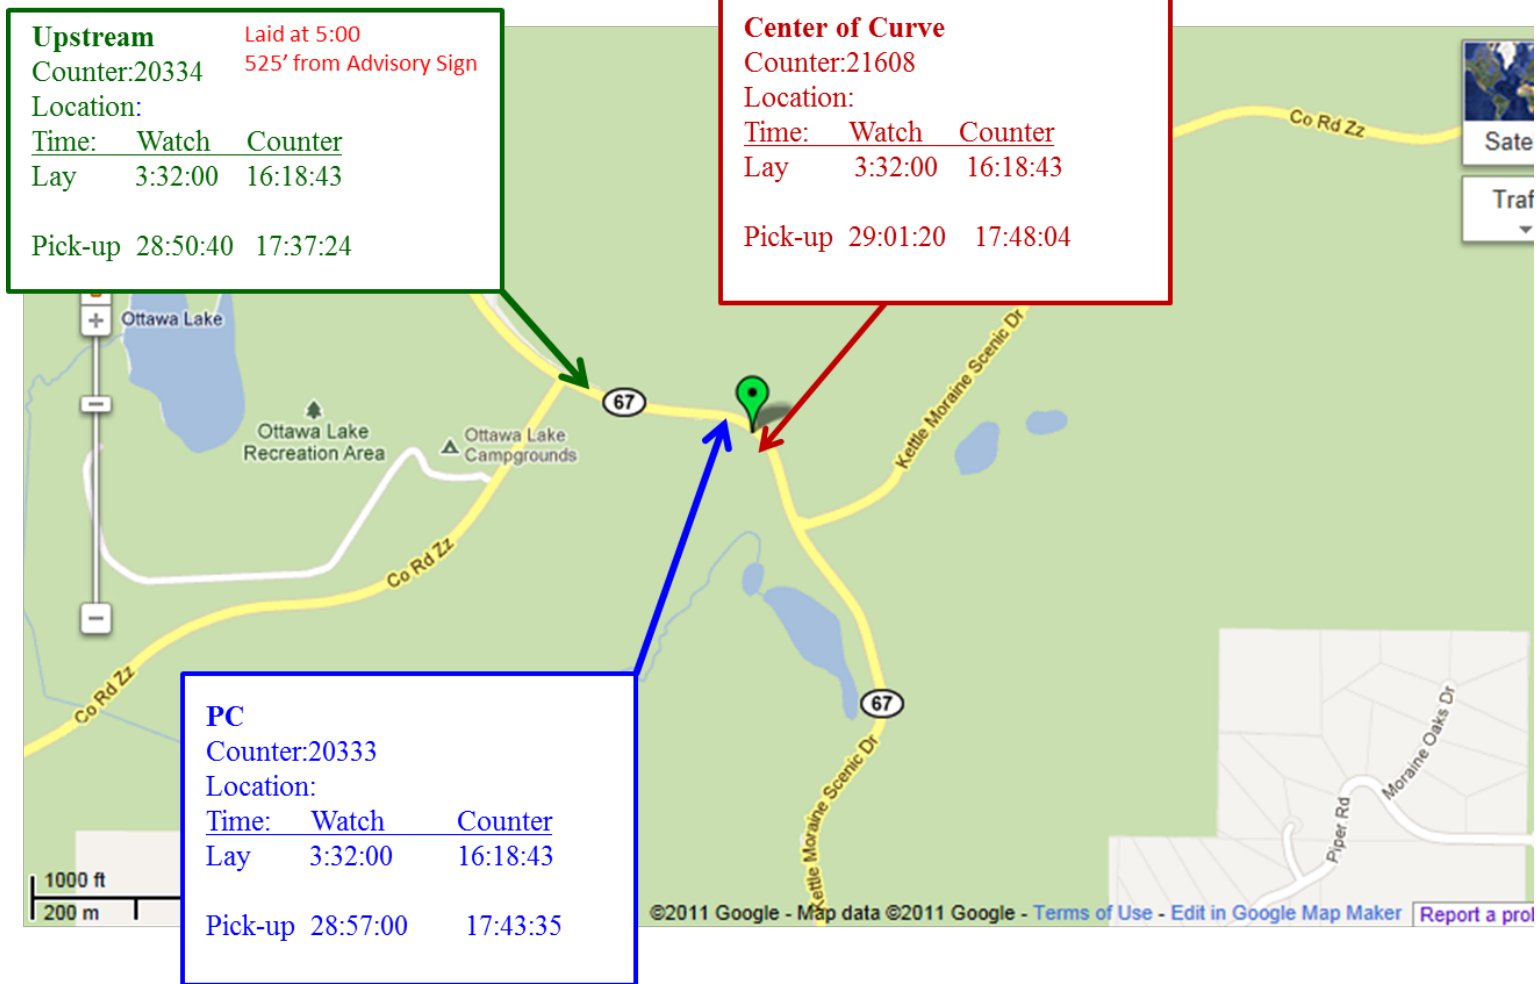 Upstream
Laid at 5:00
525’ from Advisory Sign
Counter:20334
Location:
Time: Watch Counter
Lay 3:32:00 16:18:43
Pick-up 28:50:40 17:37:24
Center of Curve
Counter:21608
Location:
Time: Watch Counter
Lay 3:32:00 16:18:43
Pick-up 29:01:20 17:48:04
Co Rd Zz
Sate
Traf
Ottawa Lake
67
Kettle Moraine Scenic Dr
Ottawa Lake
Recreation Area
Ottawa Lake
Campgrounds
Co Rd Zz
Co Rd Zz
67
Kettle Moraine Scenic Dr
Moraine Oaks Dr
Piper Rd
PC
Counter:20333
Location:
Time: Watch Counter
Lay 3:32:00 16:18:43
Pick-up 28:57:00 17:43:35
1000 ft
200 m
©2011 Google - Map data ©2011 Google - Terms of Use - Edit in Google Map Maker Report a prol